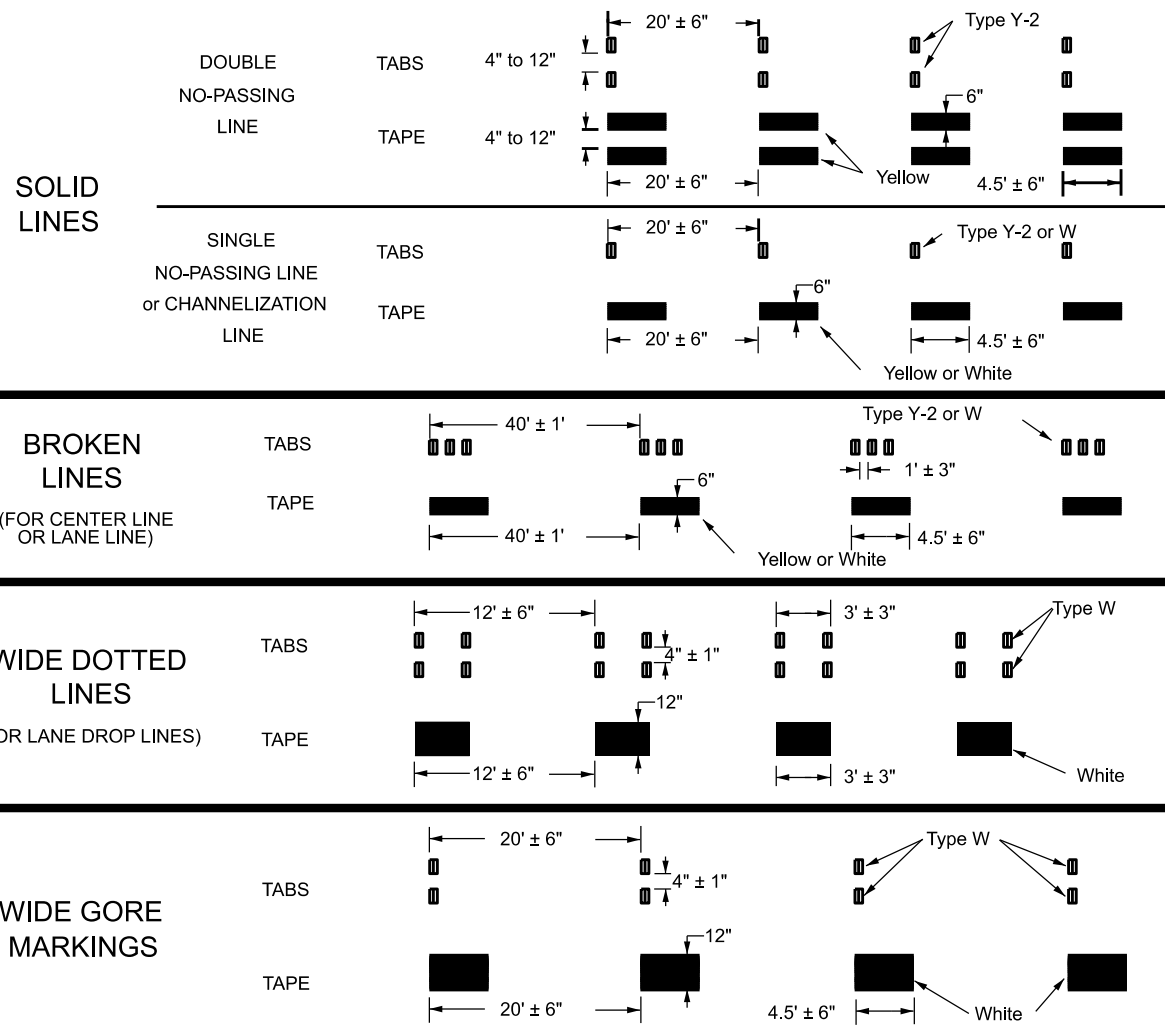 20' ± 6"
Type Y-2
DOUBLE
NO-PASSING
LINE
TABS
4" to 12"
6"
TAPE
4" to 12"
Yellow
20' ± 6"
4.5' ± 6"
SOLID
LINES
SINGLE
NO-PASSING LINE
or CHANNELIZATION
LINE
TABS
20' ± 6"
Type Y-2 or W
6"
TAPE
20' ± 6"
4.5' ± 6"
Yellow or White
BROKEN
LINES
(FOR CENTER LINE
OR LANE LINE)
TABS
40' ± 1'
Type Y-2 or W
1' ± 3"
TAPE
6"
40' ± 1'
4.5' ± 6"
Yellow or White
WIDE DOTTED
LINES
OR LANE DROP LINES)
TABS
12' ± 6"
3' ± 3"
Type W
4" ± 1"
TAPE
12"
12' ± 6"
3' ± 3"
White
WIDE GORE
MARKINGS
TABS
20' ± 6"
Type W
4" ± 1"
12"
TAPE
20' ± 6"
4.5' ± 6"
White